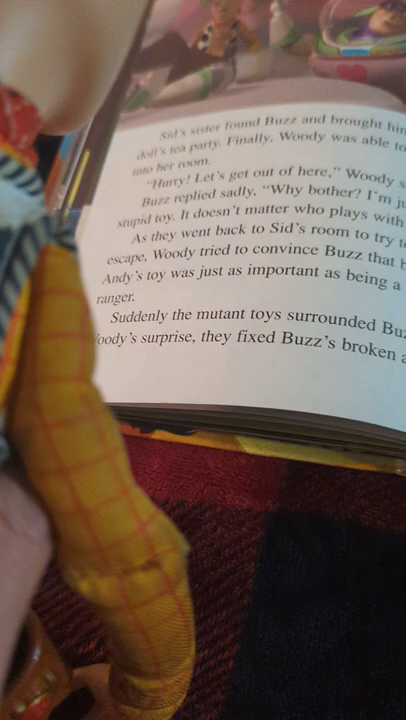 Sid's sister found Buzz and brought
doll's tea party. Finally, Woody was able to
into her room.
"Hurry! Let's get out of here," Woody
Buzz replied sadly, "Why bother? I'm
stupid toy. It doesn't matter who plays with
As they went back to Sid's room to try
escape, Woody tried to convince Buzz that
Andy's toy was just as important as being a
ranger.
Suddenly the mutant toys surrounded
oody's surprise, they fixed Buzz's broken